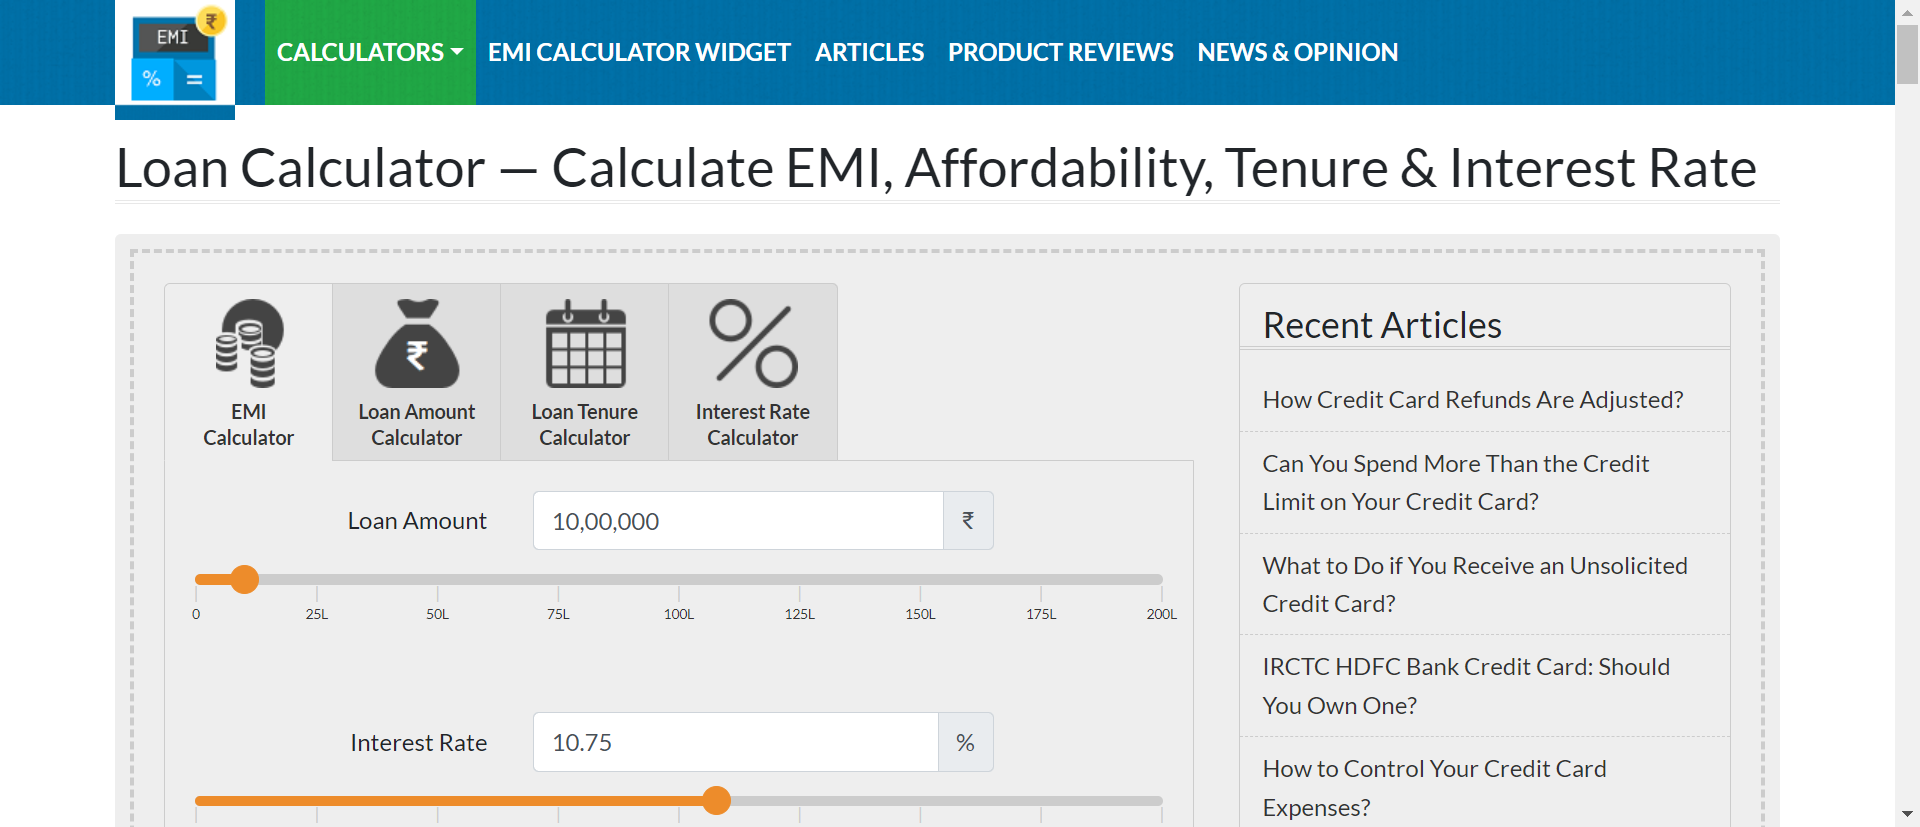 EMI
₹
%
=
CALCULATORS
EMI CALCULATOR WIDGET
ARTICLES
PRODUCT REVIEWS
NEWS & OPINION
Loan Calculator — Calculate EMI, Affordability, Tenure & Interest Rate
EMI
Calculator
₹
Loan Amount
Calculator
Loan Tenure
Calculator
Interest Rate
Calculator
Loan Amount
10,00,000
₹
0
25L
50L
75L
100L
125L
150L
175L
200L
Interest Rate
10.75
%
Recent Articles
How Credit Card Refunds Are Adjusted?
Can You Spend More Than the Credit
Limit on Your Credit Card?
What to Do if You Receive an Unsolicited
Credit Card?
IRCTC HDFC Bank Credit Card: Should
You Own One?
How to Control Your Credit Card
Expenses?